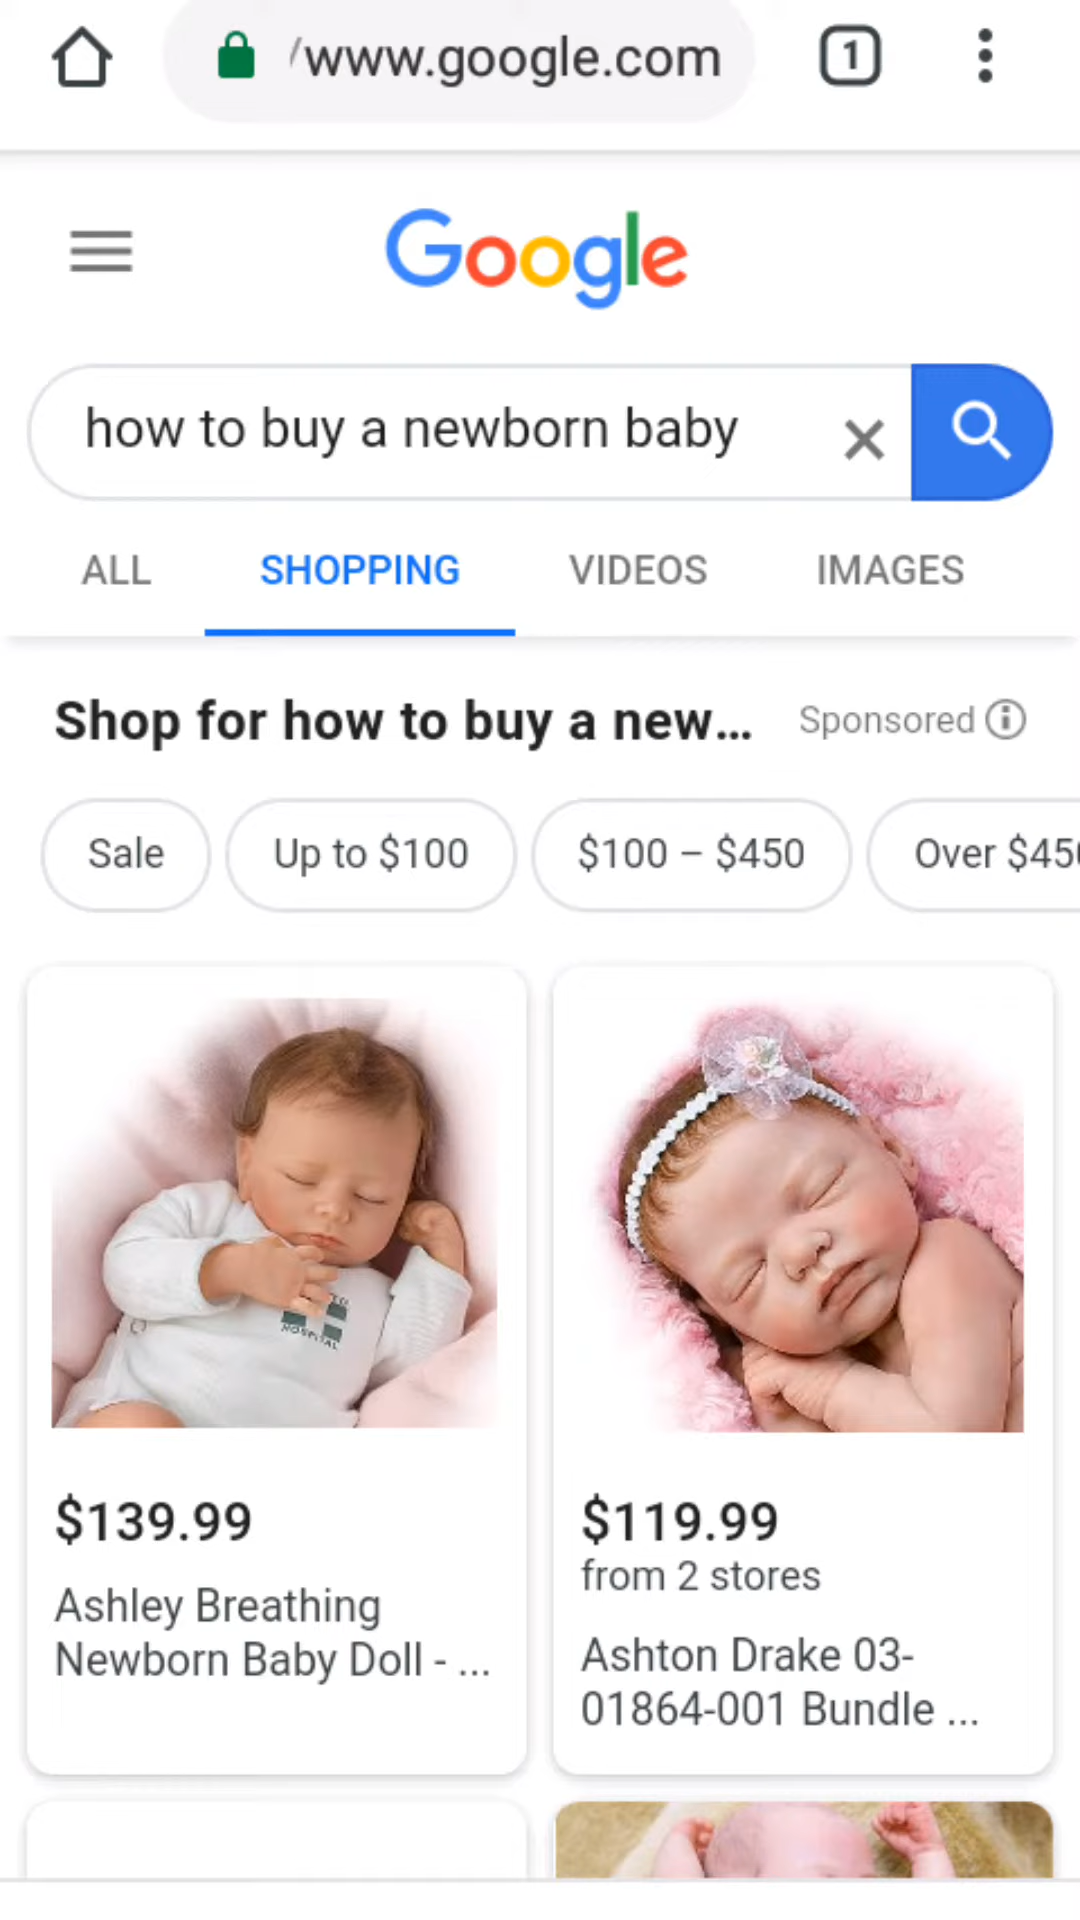 /www.google.com
1
Google
how to buy a newborn baby
ALL SHOPPING VIDEOS IMAGES
Shop for how to buy a new... Sponsored
Sale Up to $100 $100 – $450 Over $450
$139.99
Ashley Breathing
Newborn Baby Doll - ...
$119.99
from 2 stores
Ashton Drake 03-
01864-001 Bundle ...
HOSPITAL